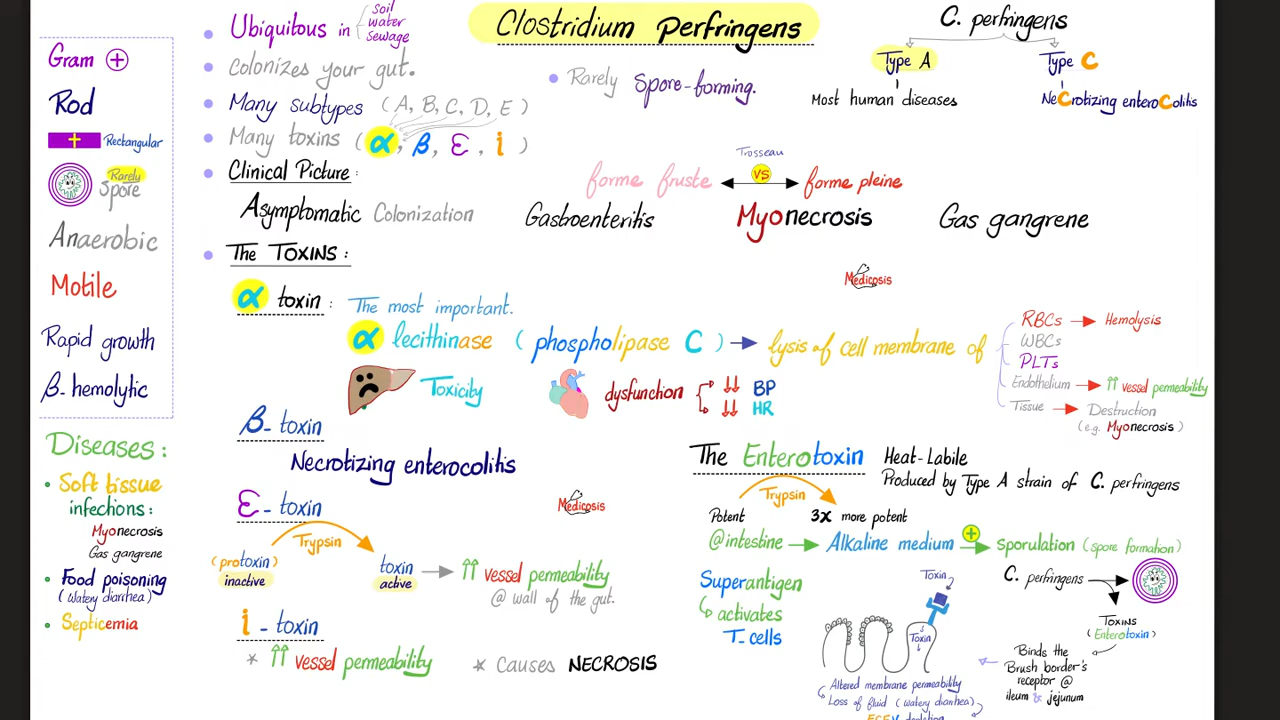 Clostridium Perfringens
Gram +
Rod
Rectangular
Rarely
Spore
Anaerobic
Motile
Rapid growth
β-hemolytic
Diseases:
Soft tissue
infections:
Myonecrosis
Gas gangrene
Food poisoning
(Watery diarrhea)
Septicemia
Ubiquitous in
Soil
water
Sewage
Colonizes your gut.
Many subtypes (A, B, C, D, E)
Many toxins (α, β, Ɛ, i)
Rarely Spore-forming.
C. perfringens
Type A
Most human diseases
Type C
NeCrotizing enteroColitis
Clinical Picture:
Trosseau
forme fruste VS forme pleine
Asymptomatic Colonization
Gastoenteritis
Myonecrosis
Gas gangrene
The TOXINS:
Medicosis
α toxin: The most important.
α lecithinase (phospholipase C) → lysis of cell membrane of
RBCs → Hemolysis
WBCs
PLTs
Endothelium → ↑↑ vessel permeability
Tissue → Destruction
(e.g. Myonecrosis)
Toxicity
dysfunction
↓↓ BP
↓↓ HR
β-toxin
Necrotizing enterocolitis
Ɛ-toxin
Medicosis
Trypsin
(protoxin)
inactive
toxin
active
→ ↑↑ vessel permeability
@ wall of the gut.
i-toxin
* ↑↑ vessel permeability
* Causes NECROSIS
The Enterotoxin
Heat-Labile
Produced by Type A strain of C. perfringens
Trypsin
Potent
3X more potent
@intestine → Alkaline medium + → sporulation (spore formation)
Superantigen
activates
T-cells
Toxin
Toxin
C. perfringens
Toxins
(Enterotoxin)
Binds the
Brush border's
receptor @
ileum & jejunum
Altered membrane permeability
Loss of fluid (watery diarrhea)